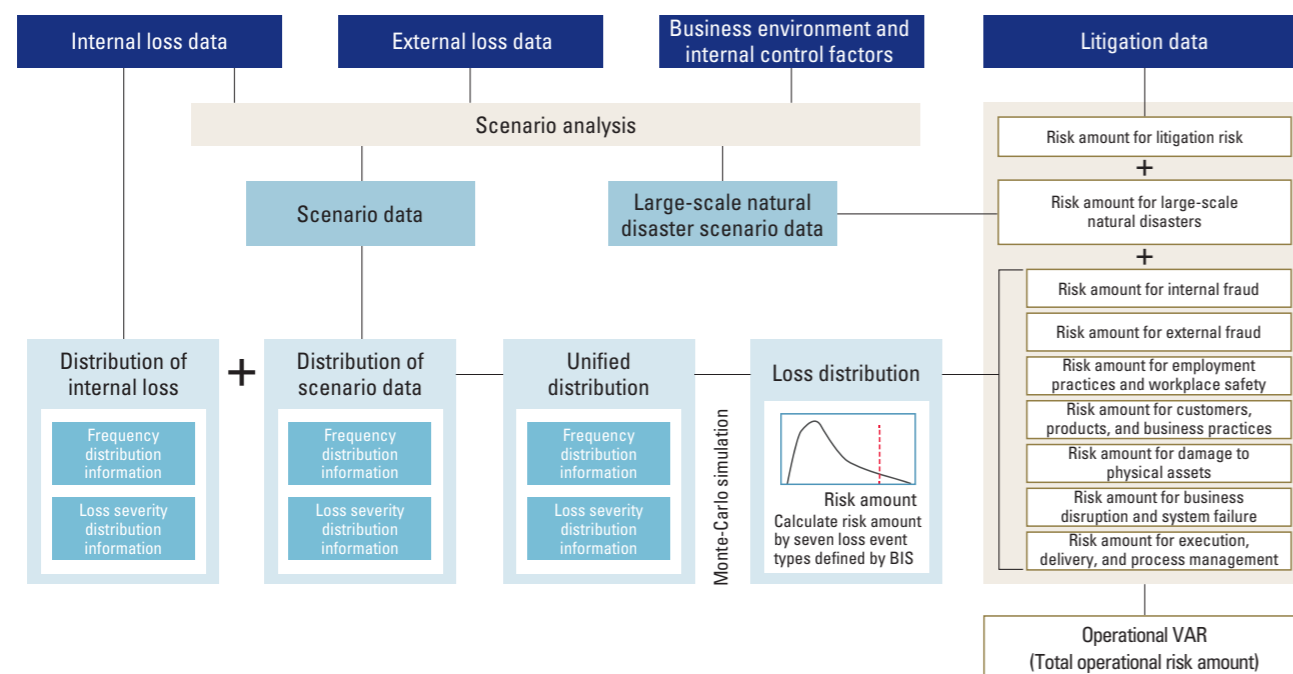 Internal loss data
External loss data
Business environment and
internal control factors
Litigation data
Scenario analysis
Risk amount for litigation risk
+
Scenario data
Large-scale natural
disaster scenario data
Risk amount for large-scale
natural disasters
+
Risk amount for internal fraud
Risk amount for external fraud
Risk amount for employment
practices and workplace safety
Risk amount for customers,
products, and business practices
Risk amount for damage to
physical assets
Risk amount for business
disruption and system failure
Risk amount for execution,
delivery, and process management
Distribution of
internal loss
Frequency
distribution
information
Loss severity
distribution
information
+
Distribution of
scenario data
Frequency
distribution
information
Loss severity
distribution
information
Unified
distribution
Frequency
distribution
information
Loss severity
distribution
information
Monte-Carlo simulation
Loss distribution
Risk amount
Calculate risk amount
by seven loss event
types defined by BIS
Operational VAR
(Total operational risk amount)